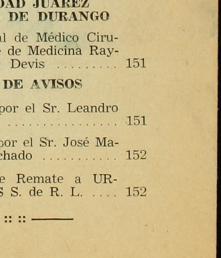 DAD JUAREZ
DE DURANGO
al de Médico Ciru-
e de Medicina Ray-
Devis ......... 151
DE AVISOS
por el Sr. Leandro
................ 151
por el Sr. José Ma-
chado ........... 152
e Remate a UR-
S S. de R. L. .... 152
:: ::